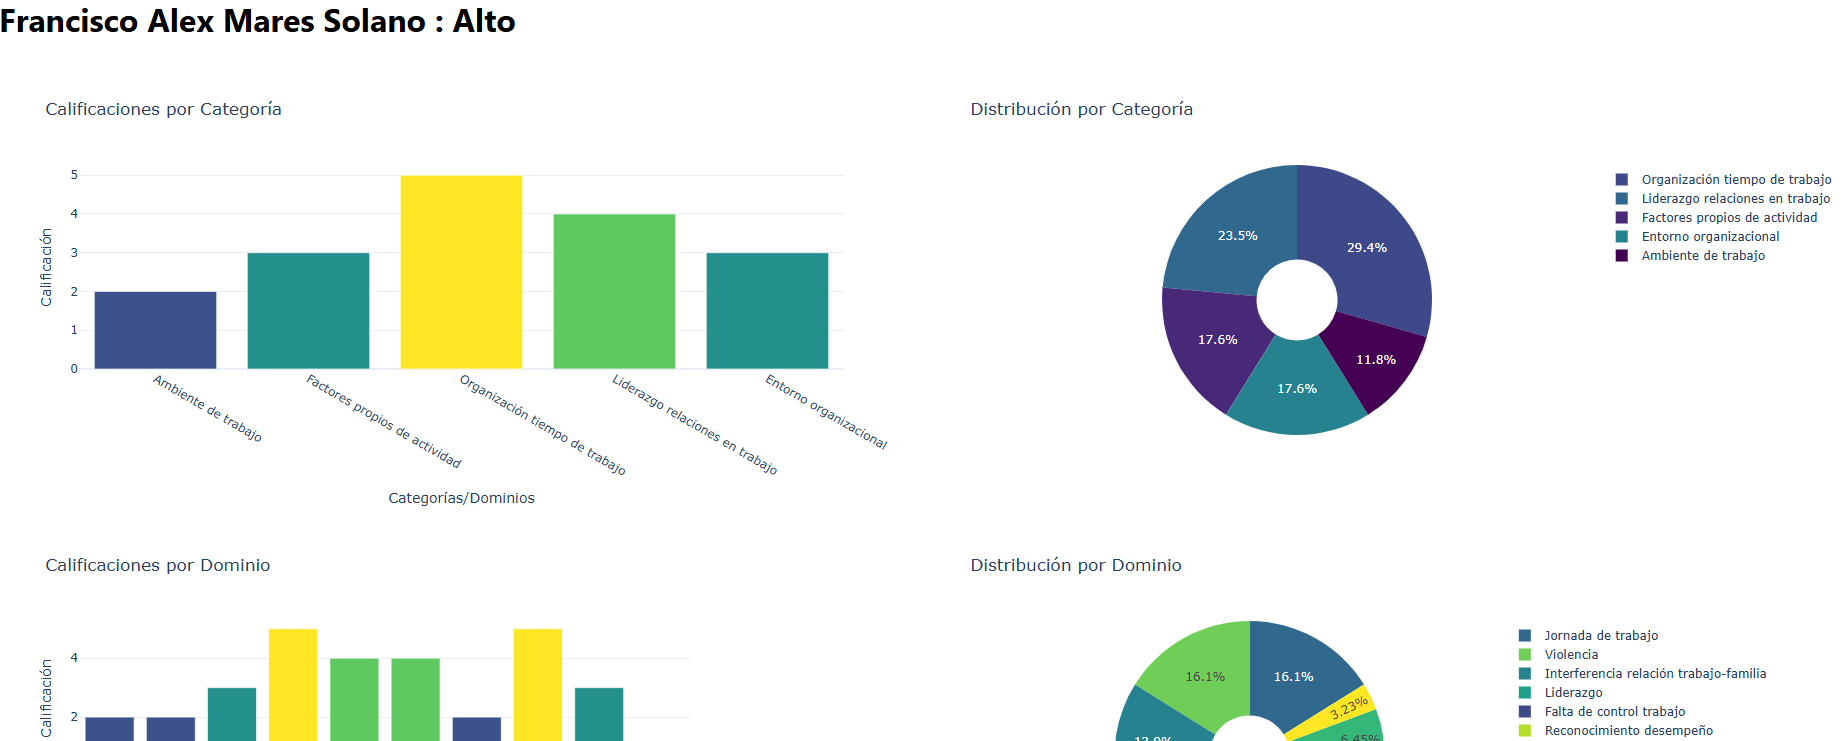 Francisco Alex Mares Solano : Alto
Calificaciones por Categoría
5
4
3
2
1
0
Calificación
Ambiente de trabajo
Factores propios de actividad
Organización tiempo de trabajo
Liderazgo relaciones en trabajo
Entorno organizacional
Categorías/Dominios
Distribución por Categoría
29.4%
11.8%
17.6%
17.6%
23.5%
Organización tiempo de trabajo
Liderazgo relaciones en trabajo
Factores propios de actividad
Entorno organizacional
Ambiente de trabajo
Calificaciones por Dominio
4
2
Calificación
Distribución por Dominio
16.1%
16.1%
3.23%
6.45%
12.9%
Jornada de trabajo
Violencia
Interferencia relación trabajo-familia
Liderazgo
Falta de control trabajo
Reconocimiento desempeño